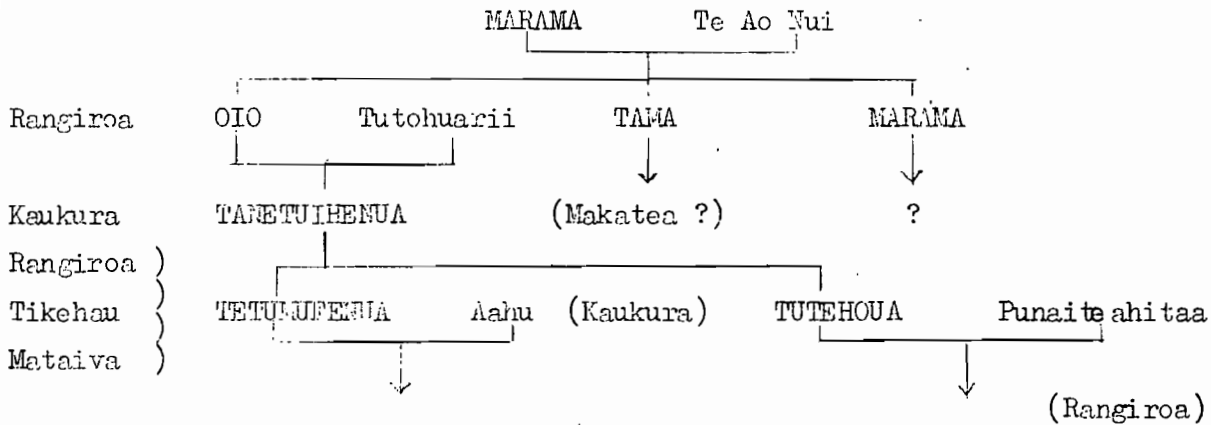 MARAMA Te Ao Nui
Rangiroa OIO Tutohuarii TAMA MARAMA
Kaukura TANETUIHENUA (Makatea ?) ?
Rangiroa )
Tikehau ) TETUMUFENUA Aahu (Kaukura) TUTEHOUA Punaiteahitaa
Mataiva )
(Rangiroa)